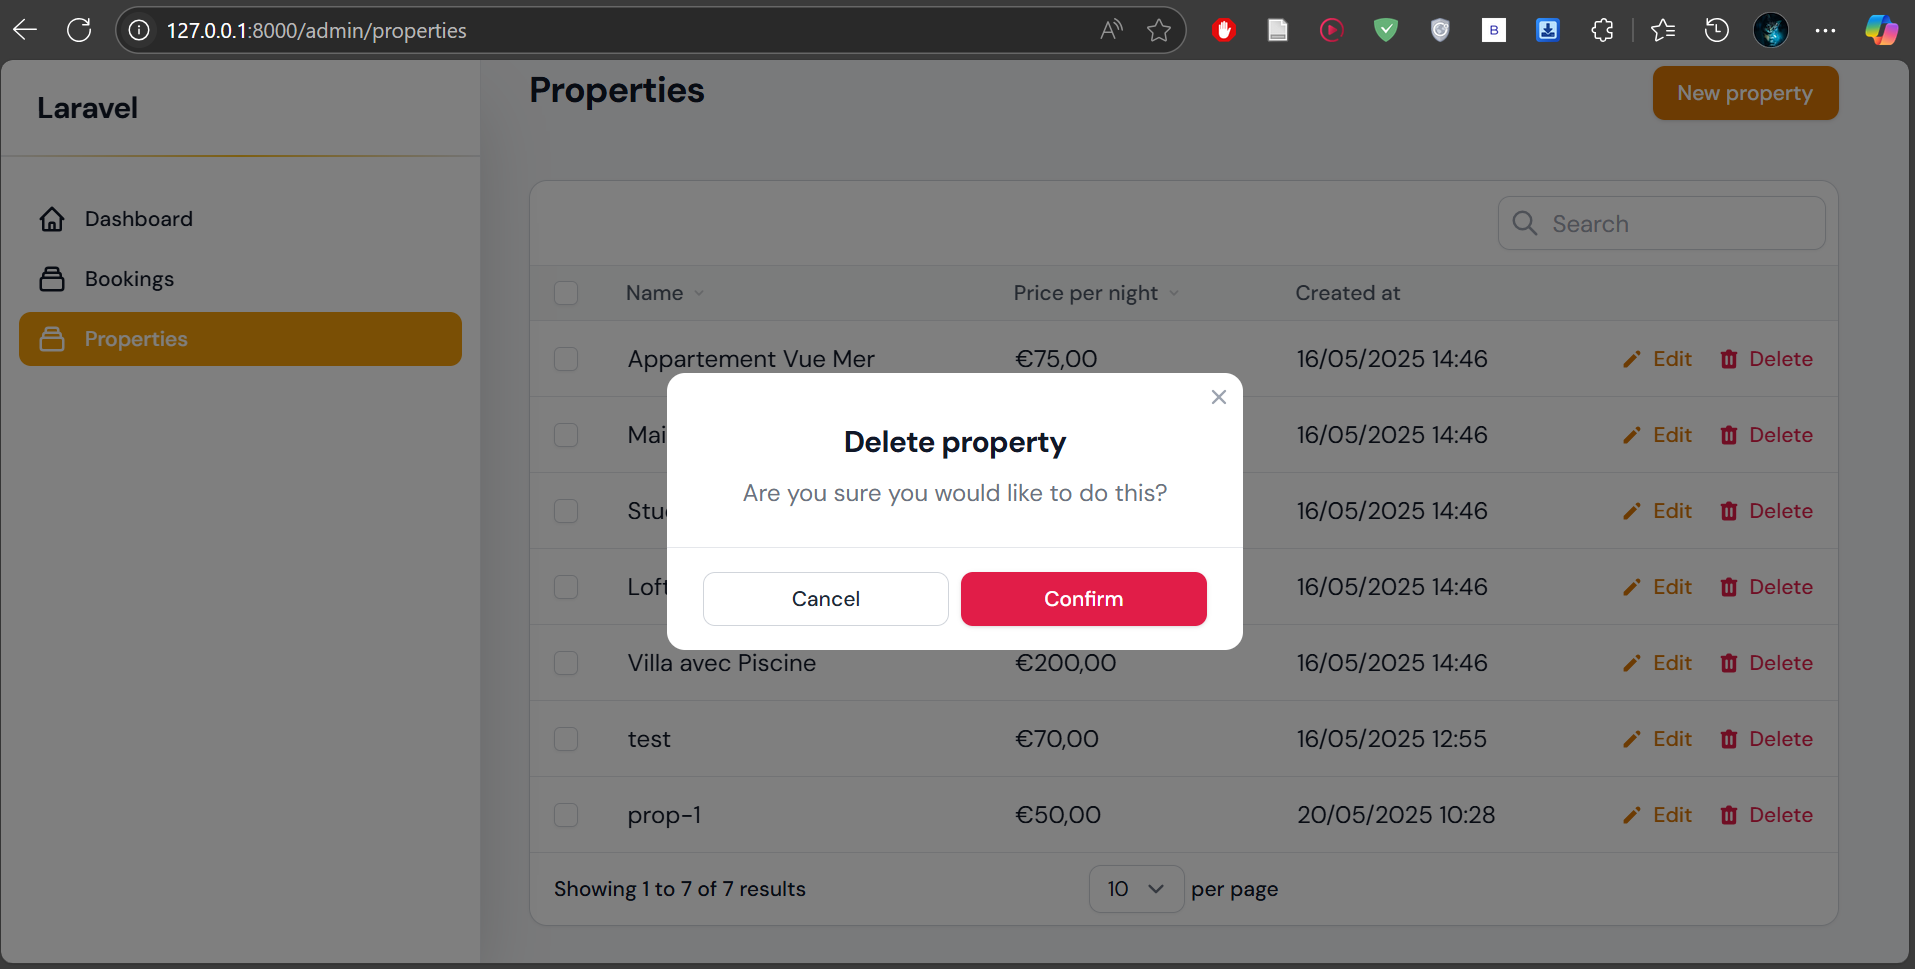 127.0.0.1:8000/admin/properties
Laravel
Dashboard
Bookings
Properties
Properties
New property
Search
Name Price per night Created at
Appartement Vue Mer €75,00 16/05/2025 14:46 Edit Delete
Mai 16/05/2025 14:46 Edit Delete
16/05/2025 14:46 Edit Delete
Loft 16/05/2025 14:46 Edit Delete
Villa avec Piscine €200,00 16/05/2025 14:46 Edit Delete
test €70,00 16/05/2025 12:55 Edit Delete
prop-1 €50,00 20/05/2025 10:28 Edit Delete
Showing 1 to 7 of 7 results 10 per page
Delete property
Are you sure you would like to do this?
Cancel Confirm